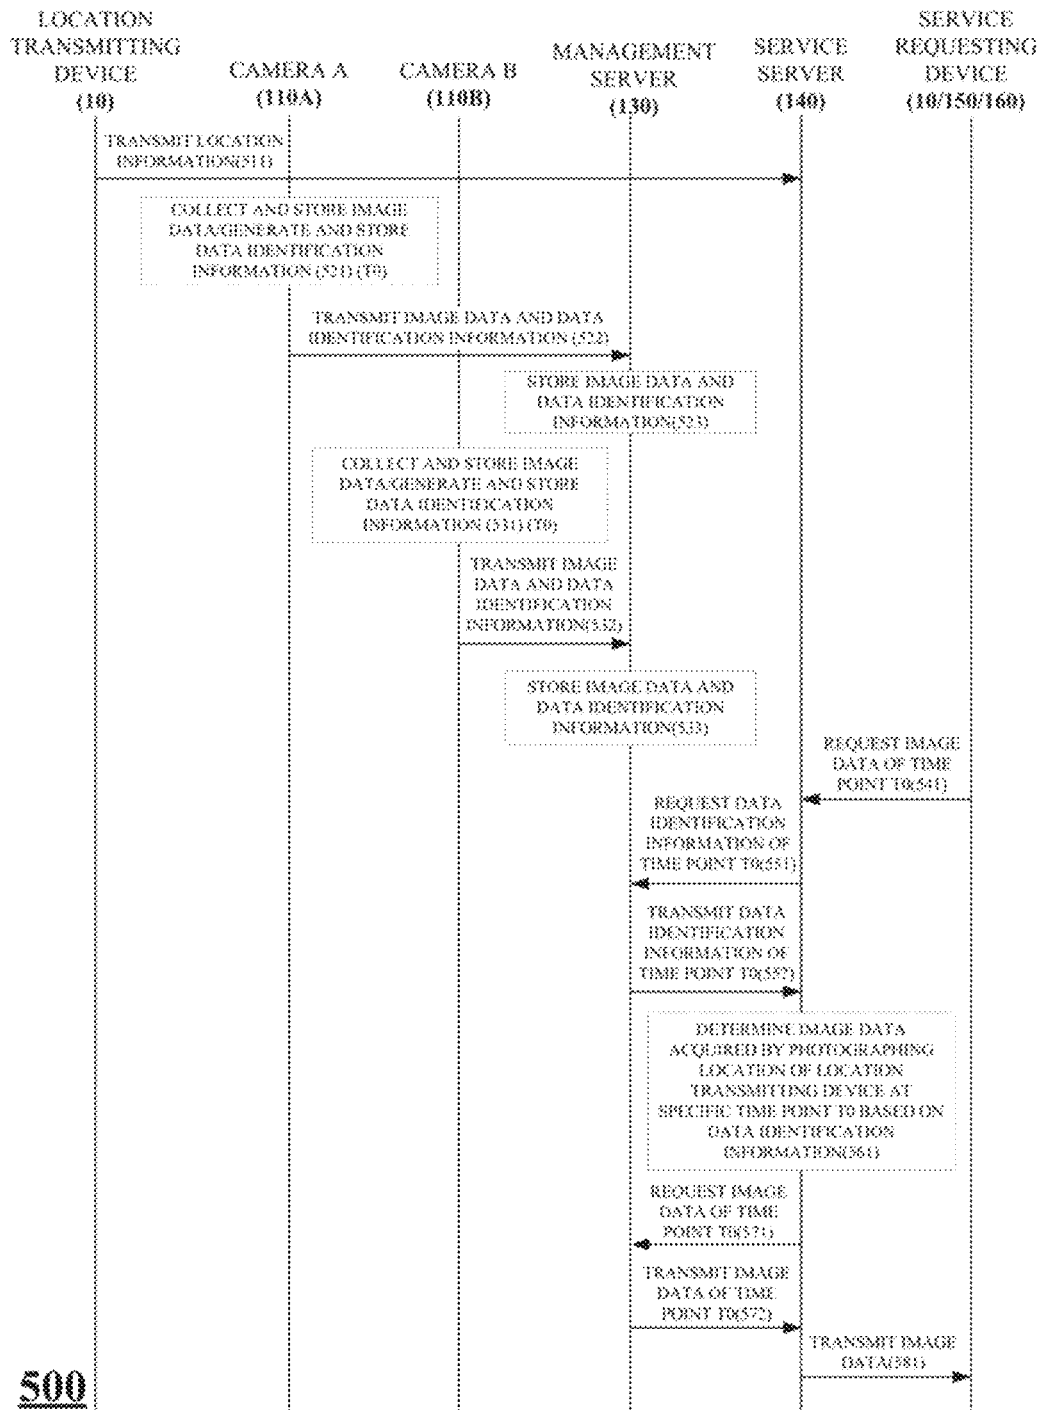 LOCATION
TRANSMITTING
DEVICE
(10)
CAMERA A
(110A)
CAMERA B
(110B)
MANAGEMENT
SERVER
(130)
SERVICE
SERVER
(140)
SERVICE
REQUESTING
DEVICE
(10/150/160)
TRANSMIT LOCATION
INFORMATION(511)
COLLECT AND STORE IMAGE
DATA/GENERATE AND STORE
DATA IDENTIFICATION
INFORMATION (521) (T0)
TRANSMIT IMAGE DATA AND DATA
IDENTIFICATION INFORMATION (522)
STORE IMAGE DATA AND
DATA IDENTIFICATION
INFORMATION(523)
COLLECT AND STORE IMAGE
DATA/GENERATE AND STORE
DATA IDENTIFICATION
INFORMATION (531) (T0)
TRANSMIT IMAGE
DATA AND DATA
IDENTIFICATION
INFORMATION(532)
STORE IMAGE DATA AND
DATA IDENTIFICATION
INFORMATION(533)
REQUEST IMAGE
DATA OF TIME
POINT T0(541)
REQUEST DATA
IDENTIFICATION
INFORMATION OF
TIME POINT T0(551)
TRANSMIT DATA
IDENTIFICATION
INFORMATION OF
TIME POINT T0(552)
DETERMINE IMAGE DATA
ACQUIRED BY PHOTOGRAPHING
LOCATION OF LOCATION
TRANSMITTING DEVICE AT
SPECIFIC TIME POINT T0 BASED ON
DATA IDENTIFICATION
INFORMATION(561)
REQUEST IMAGE
DATA OF TIME
POINT T0(571)
TRANSMIT IMAGE
DATA OF TIME
POINT T0(572)
TRANSMIT IMAGE
DATA(581)
500